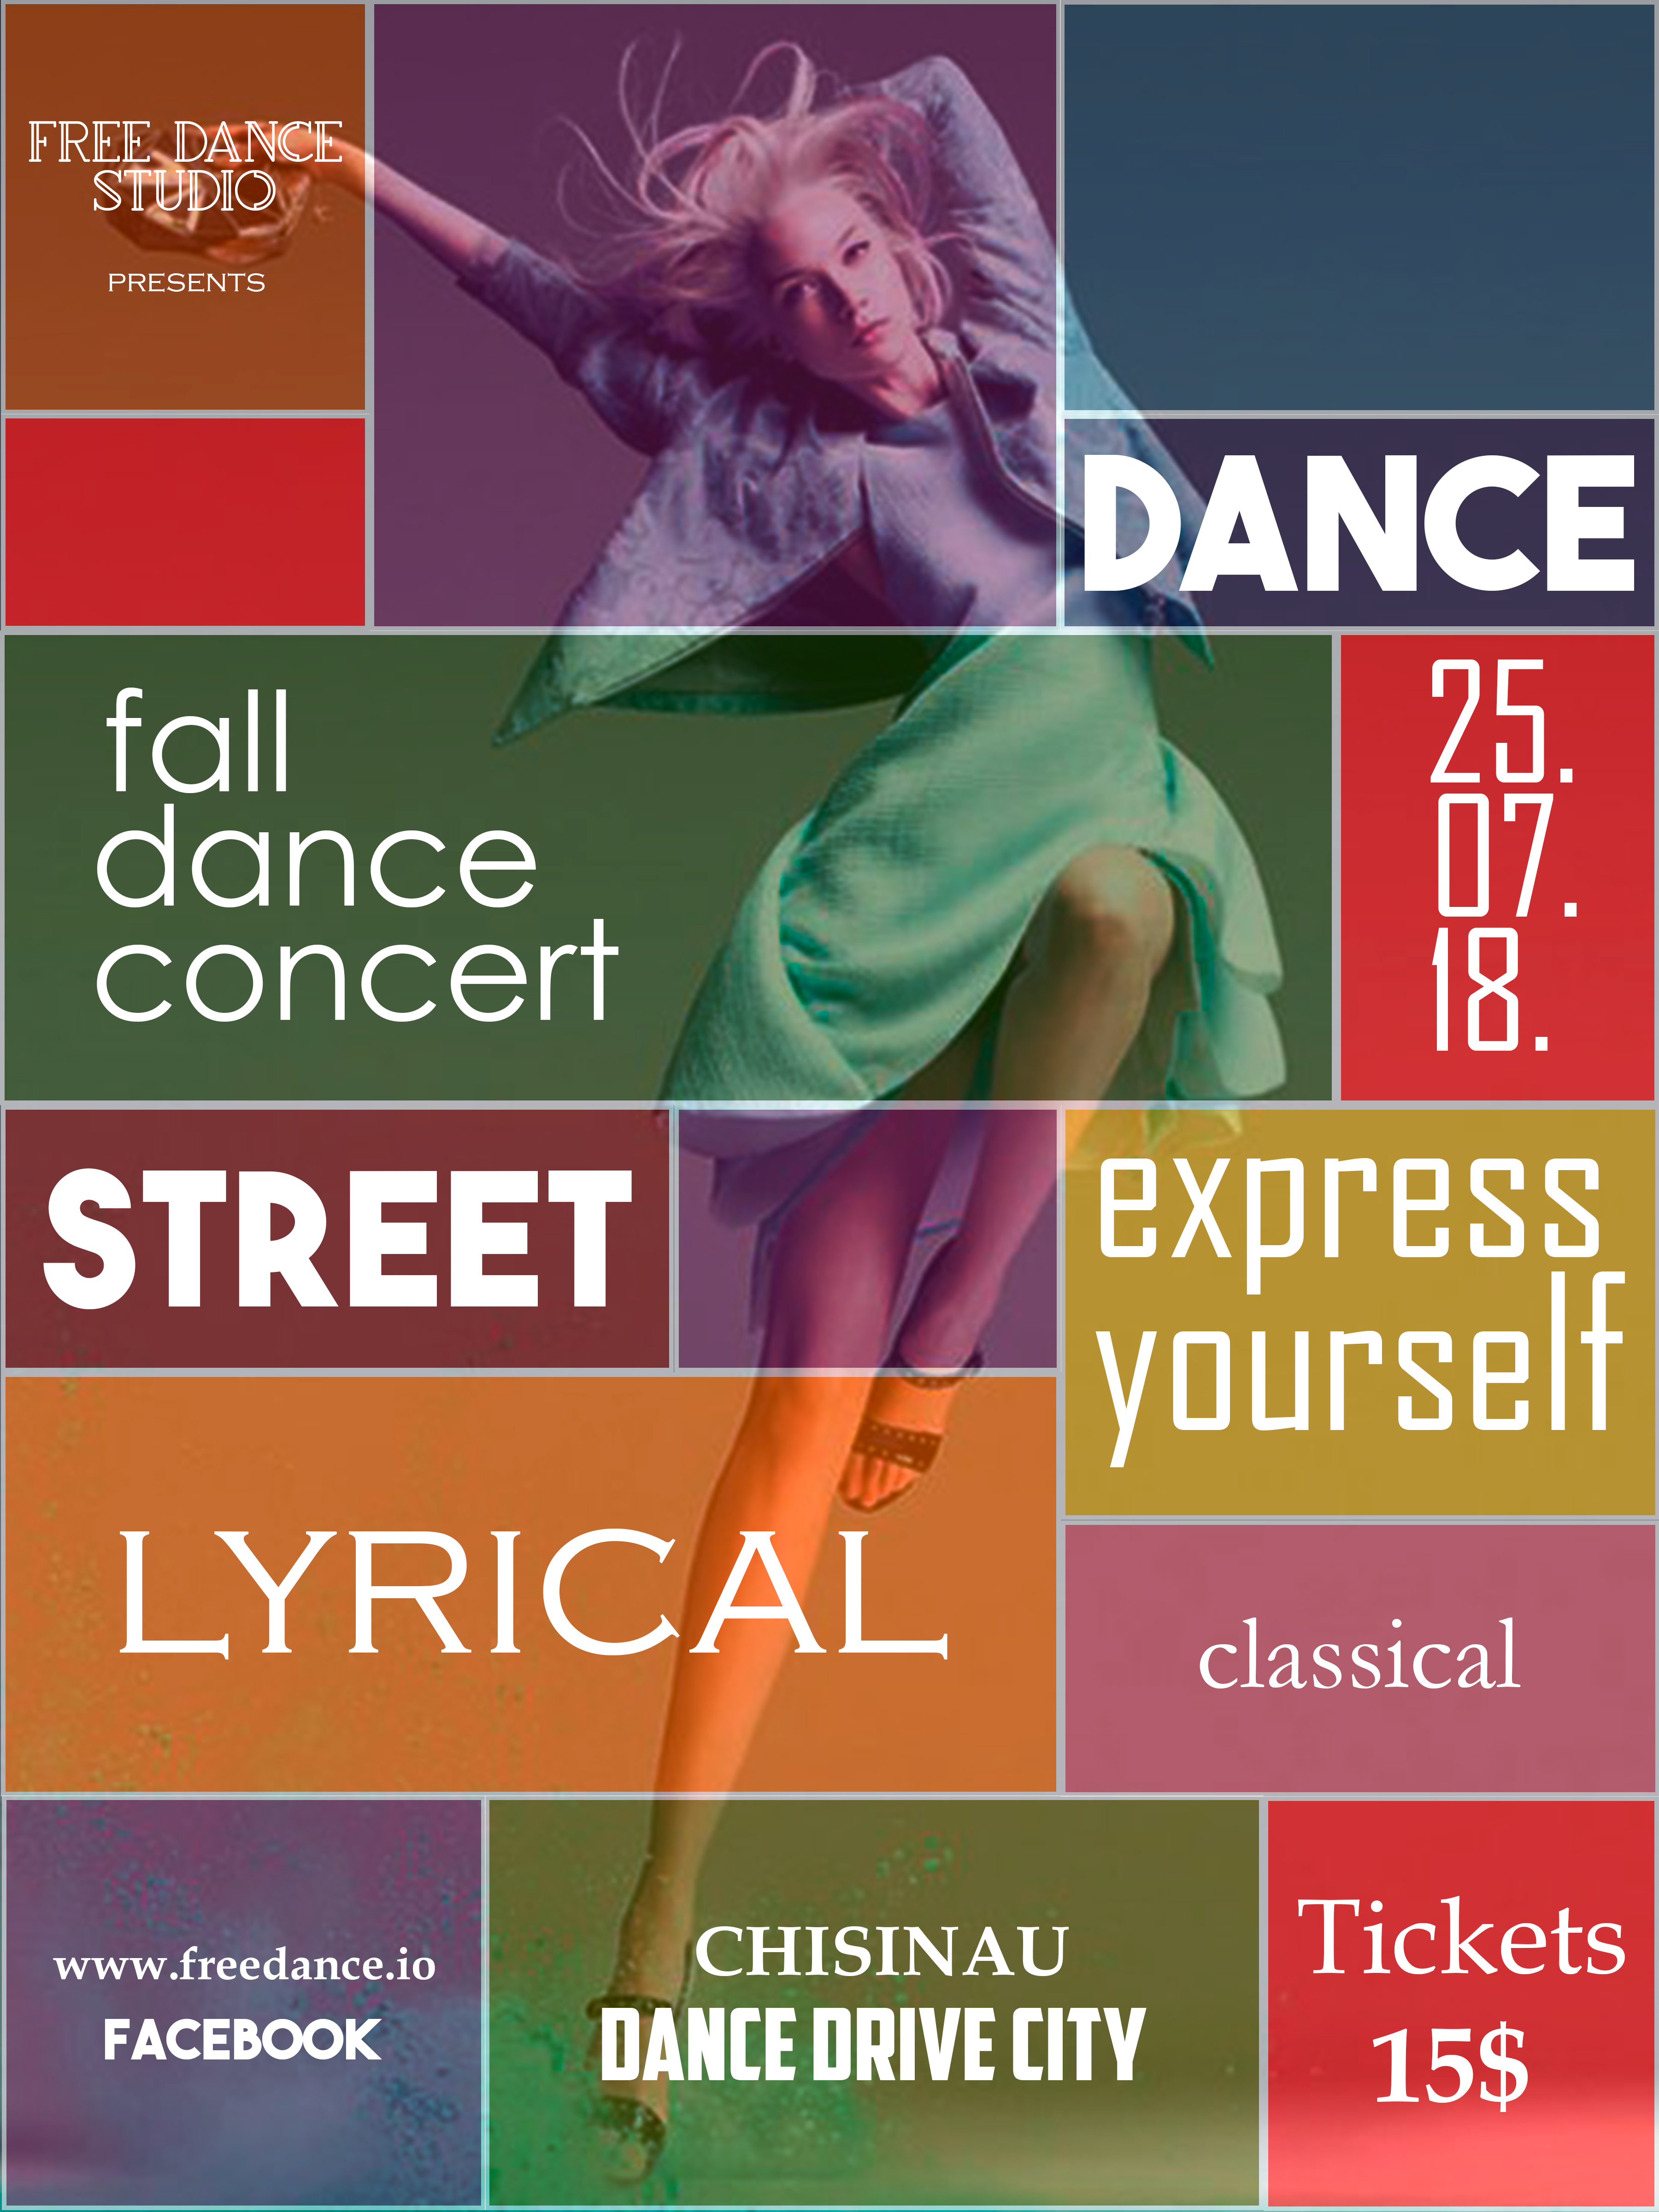 FREE DANCE
STUDIO
PRESENTS
DANCE
fall
dance
concert
25.
07.
18.
STREET
express
yourself
LYRICAL
classical
www.freedance.io
FACEBOOK
CHISINAU
DANCE DRIVE CITY
Tickets
15$